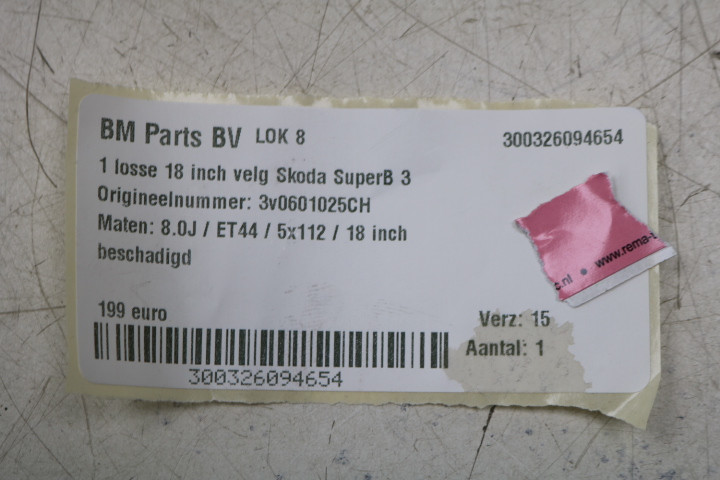 BM Parts BV LOK 8
300326094654
1 losse 18 inch velg Skoda SuperB 3
Origineelnummer: 3v0601025CH
Maten: 8.0J / ET44 / 5x112 / 18 inch
beschadigd
c.nl • www.rema-t
199 euro
Verz: 15
Aantal: 1
300326094654